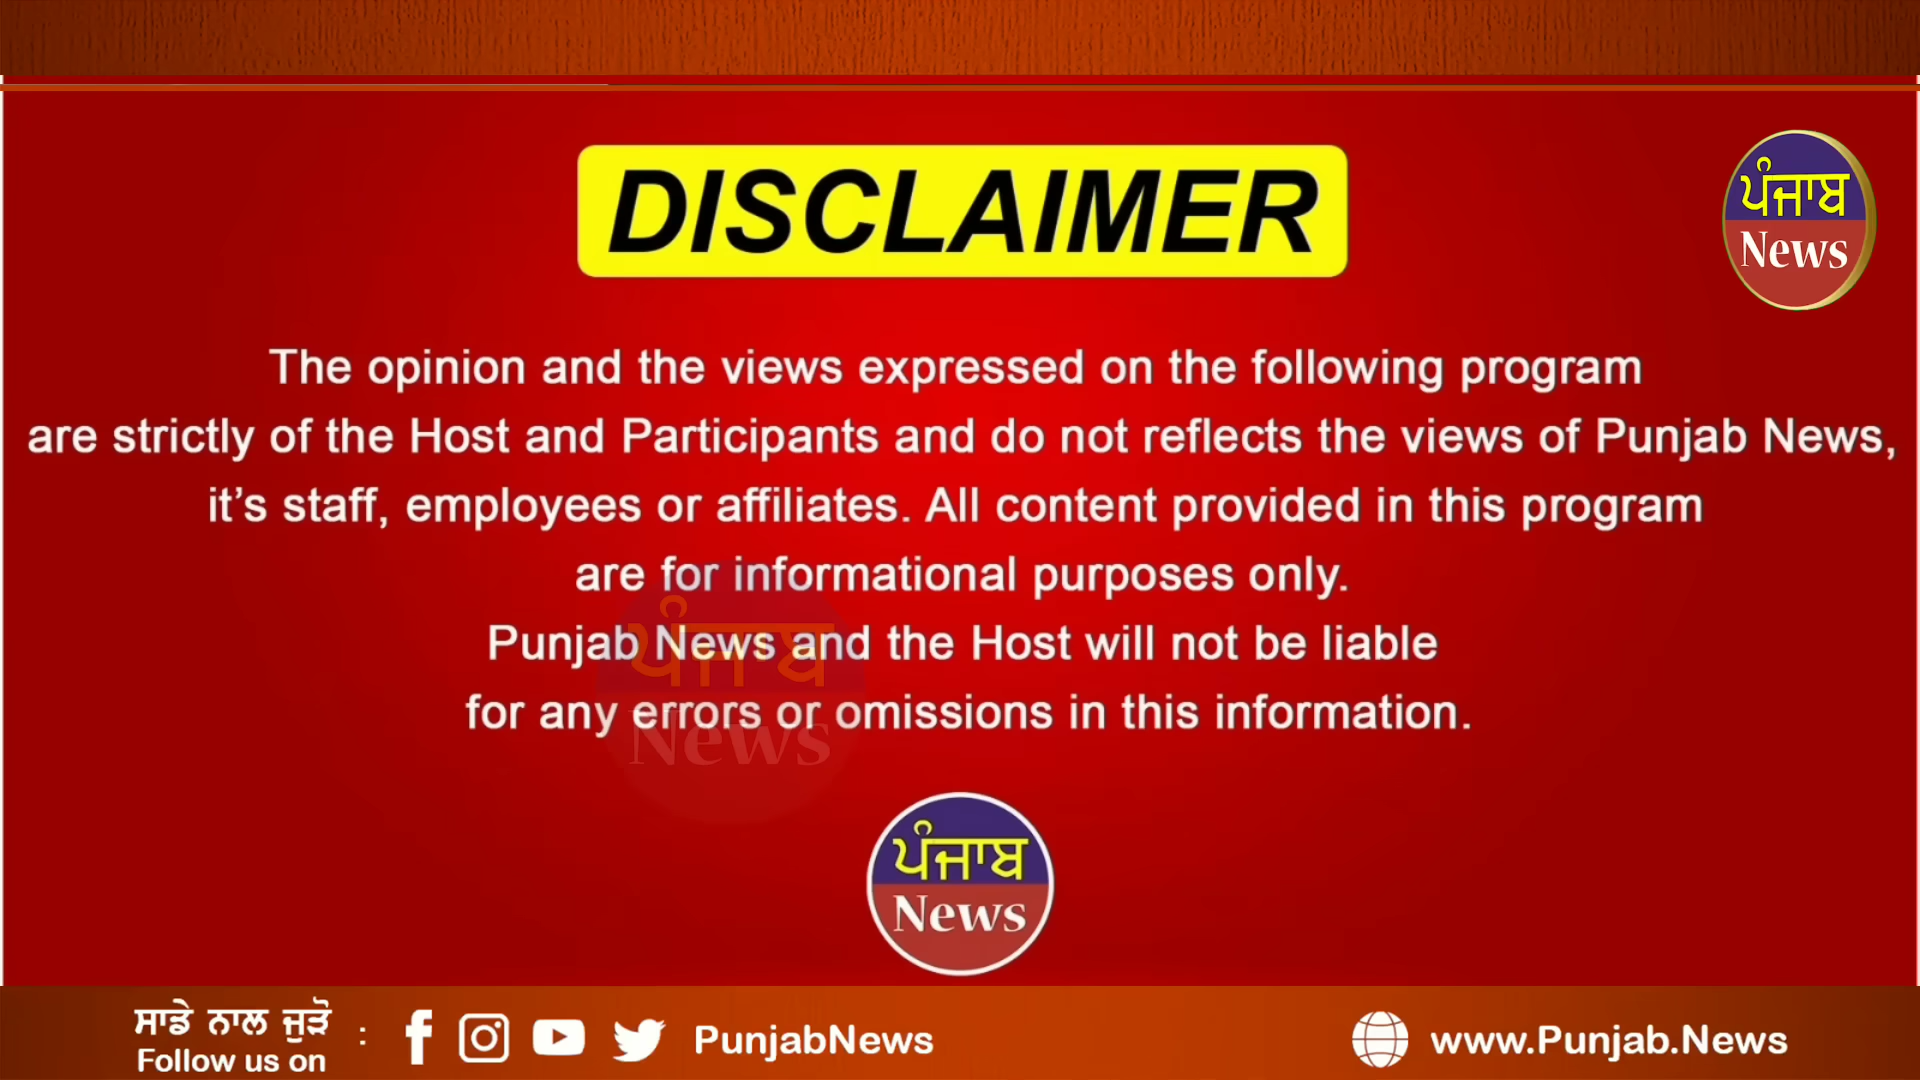 DISCLAIMER
ਪੰਜਾਬ
News
The opinion and the views expressed on the following program
are strictly of the Host and Participants and do not reflects the views of Punjab News,
it’s staff, employees or affiliates. All content provided in this program
are for informational purposes only.
Punjab News and the Host will not be liable
for any errors or omissions in this information.
ਪੰਜਾਬ
News
ਪੰਜਾਬ
News
ਸਾਡੇ ਨਾਲ ਜੁੜੋ :
Follow us on
PunjabNews
www.Punjab.News